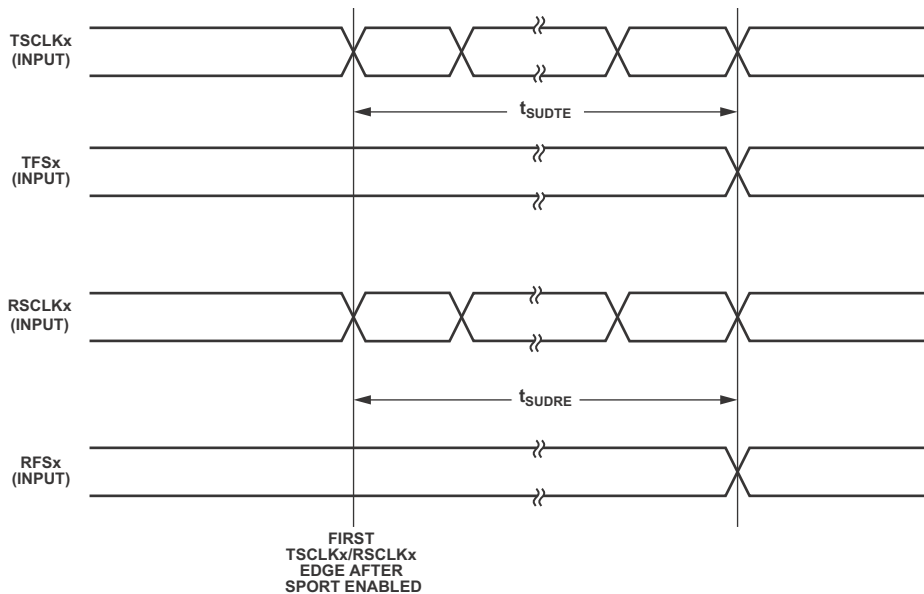 TSCLKx
(INPUT)
tSUDTE
TFSx
(INPUT)
RSCLKx
(INPUT)
tSUDRE
RFSx
(INPUT)
FIRST
TSCLKx/RSCLKx
EDGE AFTER
SPORT ENABLED